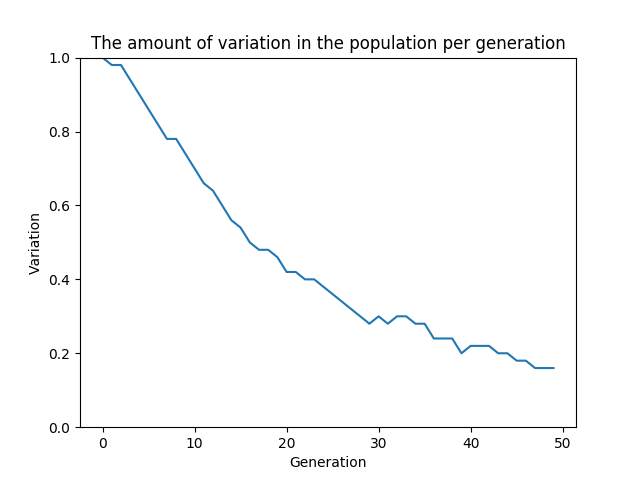 The amount of variation in the population per generation
1.0
0.8
0.6
0.4
0.2
0.0
Variation
0 10 20 30 40 50
Generation